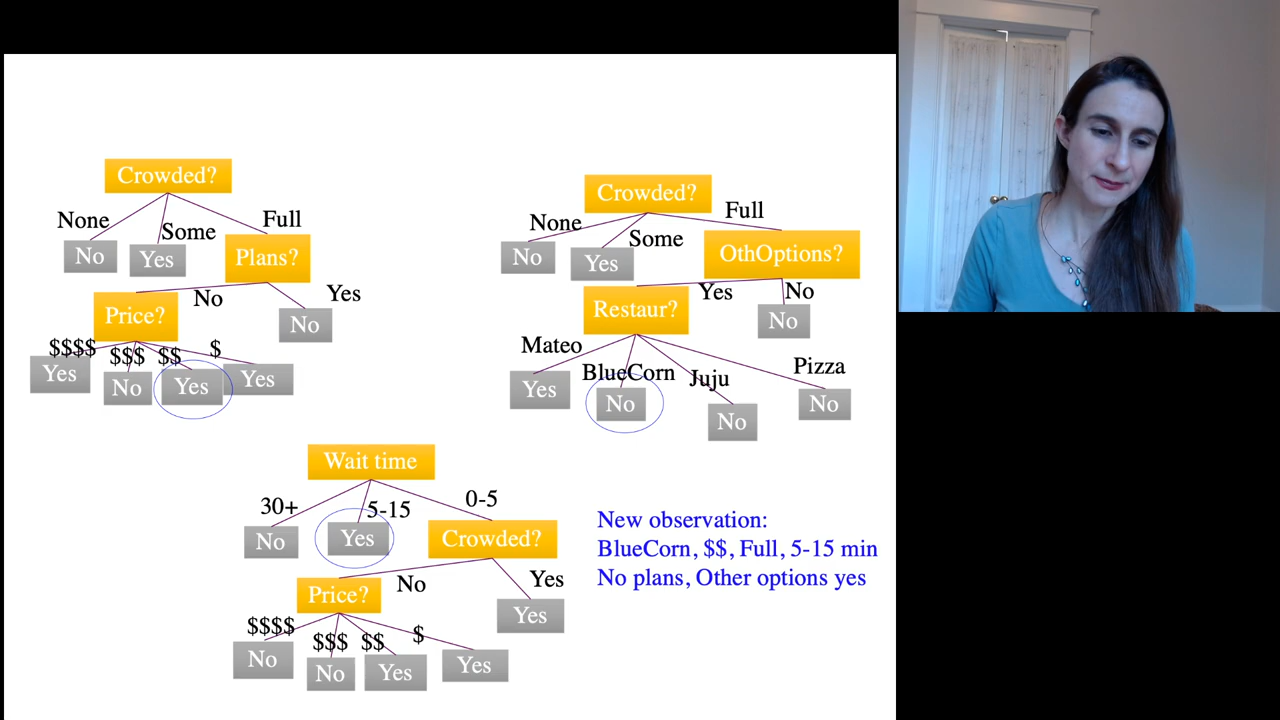 Crowded?
None
Some
Full
No
Yes
Plans?
No
Yes
Price?
No
$$$$
$$$
$$
$
Yes
No
Yes
Yes
Crowded?
None
Some
Full
No
Yes
OthOptions?
Yes
No
Restaur?
No
Mateo
BlueCorn
Juju
Pizza
Yes
No
No
No
Wait time
30+
5-15
0-5
No
Yes
Crowded?
No
Yes
Price?
Yes
$$$$
$$$
$$
$
No
No
Yes
Yes
New observation:
BlueCorn, $$, Full, 5-15 min
No plans, Other options yes